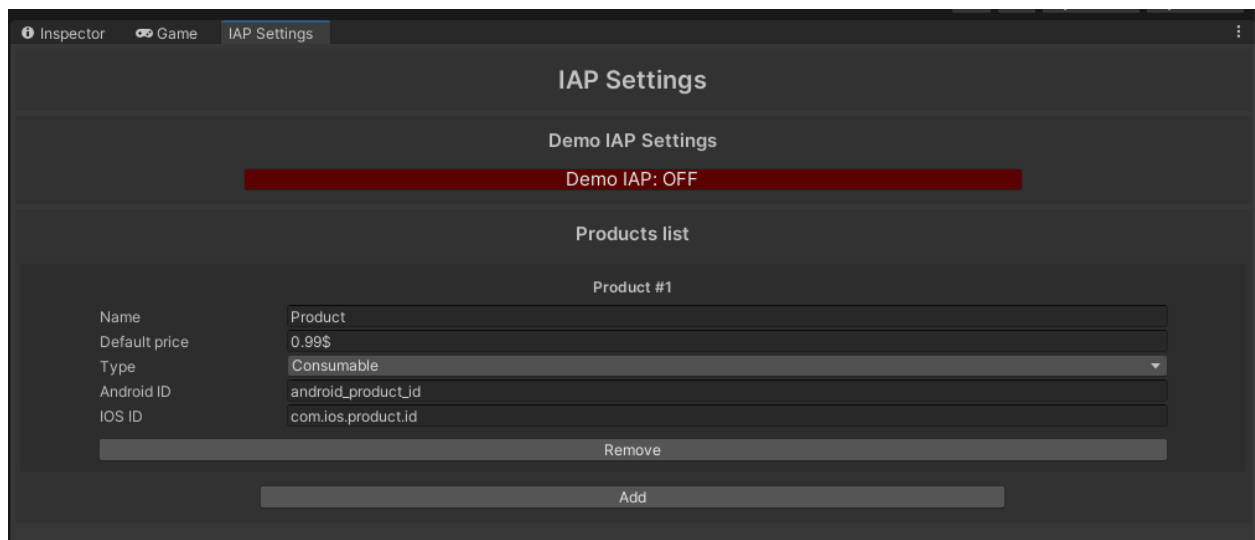 Inspector Game IAP Settings
IAP Settings
Demo IAP Settings
Demo IAP: OFF
Products list
Product #1
Name Product
Default price 0.99$
Type Consumable
Android ID android_product_id
IOS ID com.ios.product.id
Remove
Add